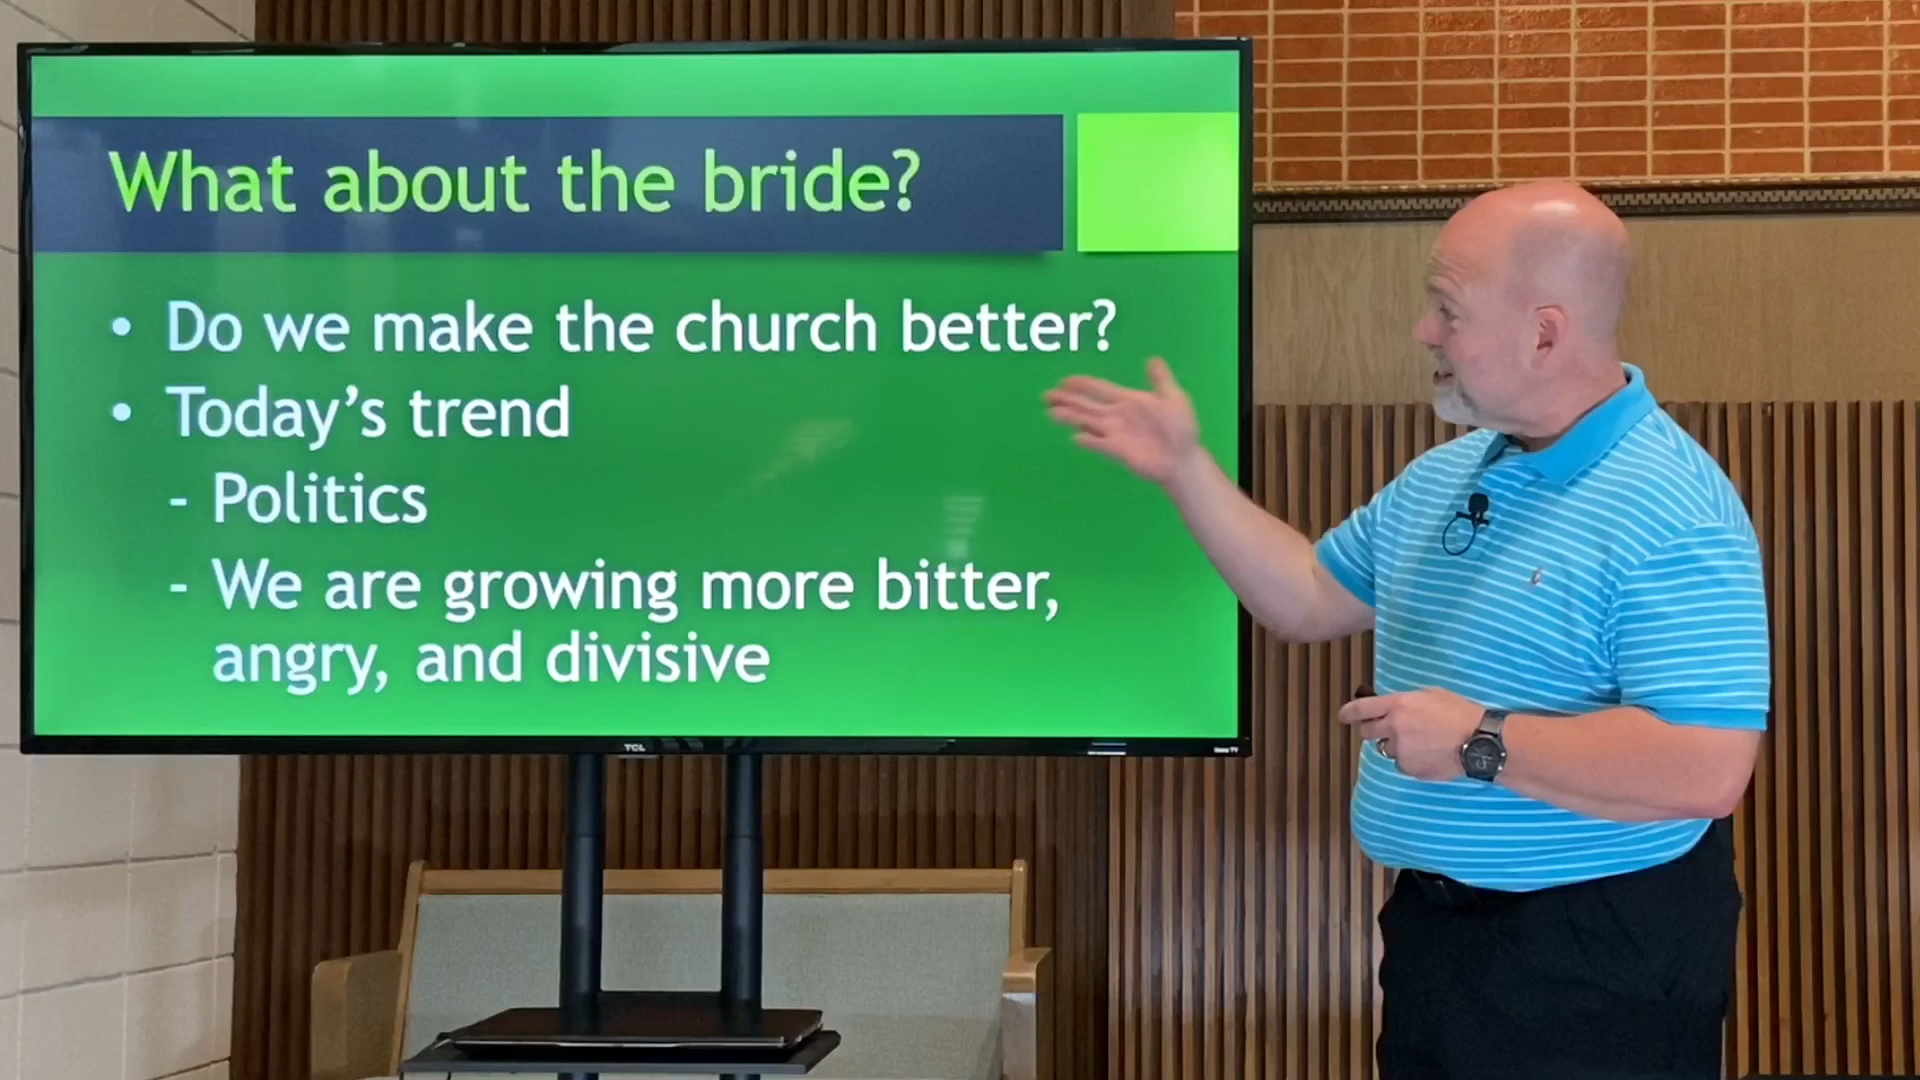 What about the bride?
• Do we make the church better?
• Today’s trend
- Politics
- We are growing more bitter,
angry, and divisive
TCL